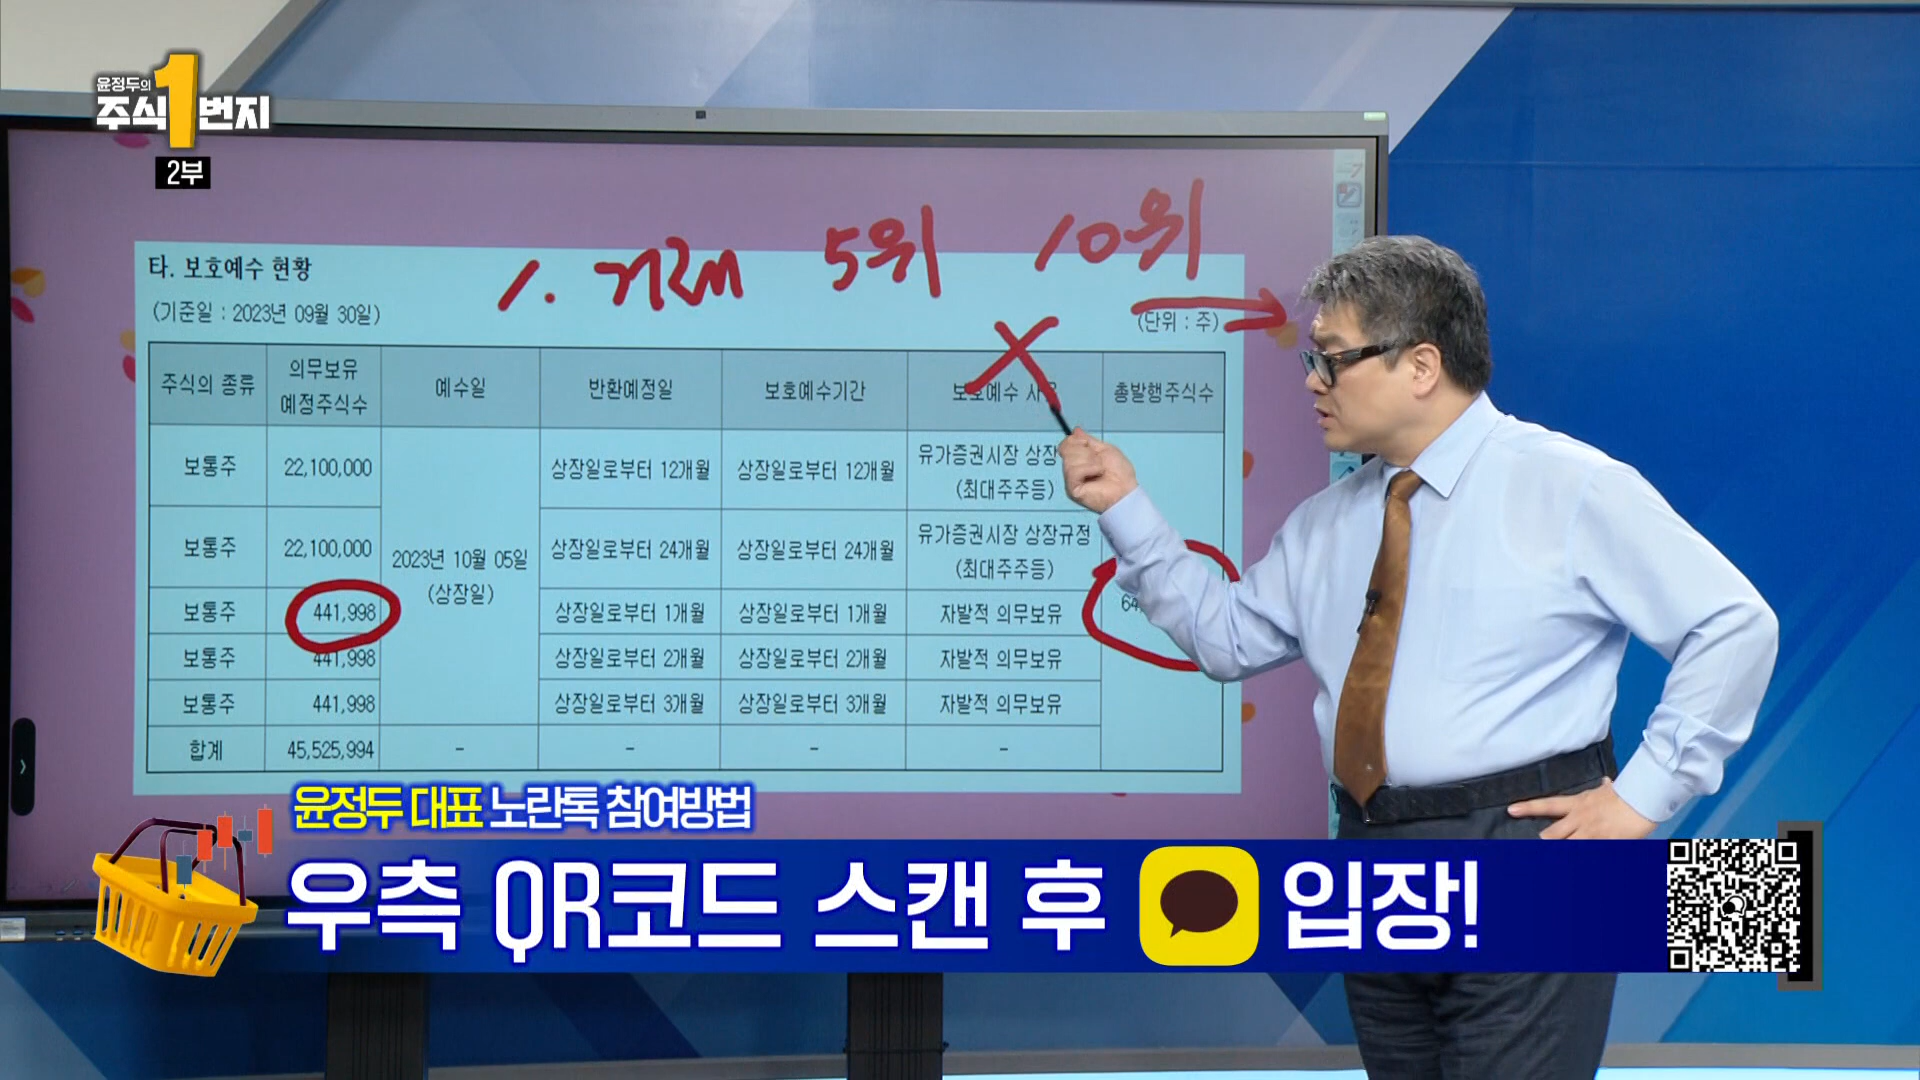 윤정두의
주식1번지
2부
1. 거래 5위 10위
타. 보호예수 현황
(기준일 : 2023년 09월 30일)
(단위 : 주)
주식의 종류 의무보유 예정주식수 예수일 반환예정일 보호예수기간 보호예수 총발행주식수
보통주 22,100,000 2023년 10월 05일 (상장일) 상장일로부터 12개월 상장일로부터 12개월 유가증권시장 상장 (최대주주등)
보통주 22,100,000 상장일로부터 24개월 상장일로부터 24개월 유가증권시장 상장규정 (최대주주등)
보통주 441,998 상장일로부터 1개월 상장일로부터 1개월 자발적 의무보유
보통주 441,998 상장일로부터 2개월 상장일로부터 2개월 자발적 의무보유
보통주 441,998 상장일로부터 3개월 상장일로부터 3개월 자발적 의무보유
합계 45,525,994 - - - -
윤정두 대표 노란톡 참여방법
우측 QR코드 스캔 후 입장!